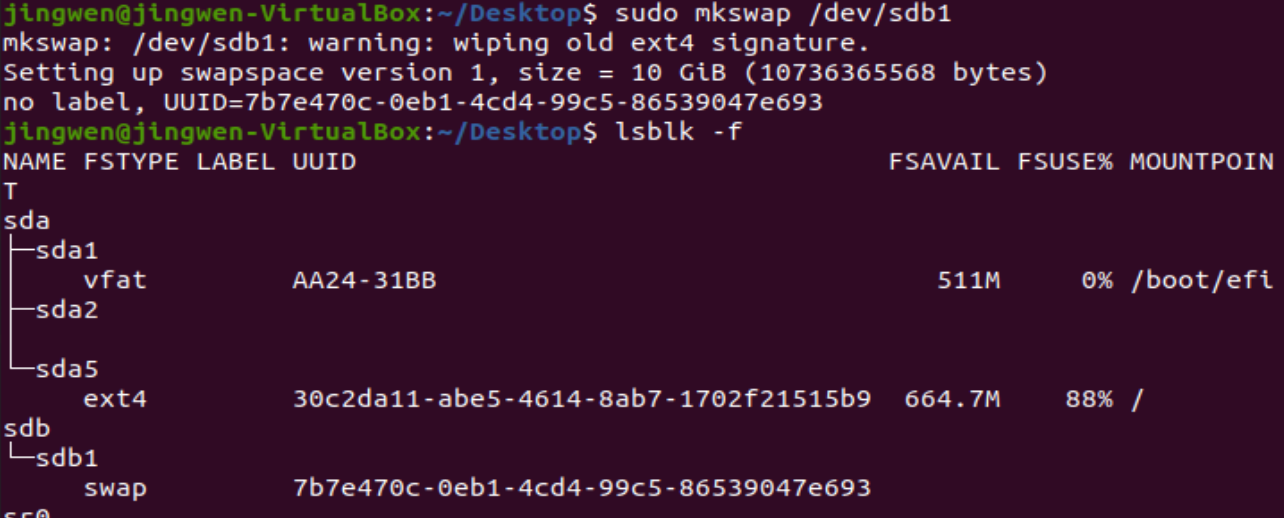 jingwen@jingwen-VirtualBox:~/Desktop$ sudo mkswap /dev/sdb1
mkswap: /dev/sdb1: warning: wiping old ext4 signature.
Setting up swapspace version 1, size = 10 GiB (10736365568 bytes)
no label, UUID=7b7e470c-0eb1-4cd4-99c5-86539047e693
jingwen@jingwen-VirtualBox:~/Desktop$ lsblk -f
NAME FSTYPE LABEL UUID                                 FSAVAIL FSUSE% MOUNTPOIN
T
sda
├─sda1
     vfat         AA24-31BB                               511M     0% /boot/efi
├─sda2
└─sda5
     ext4         30c2da11-abe5-4614-8ab7-1702f21515b9  664.7M    88% /
sdb
└─sdb1
     swap         7b7e470c-0eb1-4cd4-99c5-86539047e693
sr0